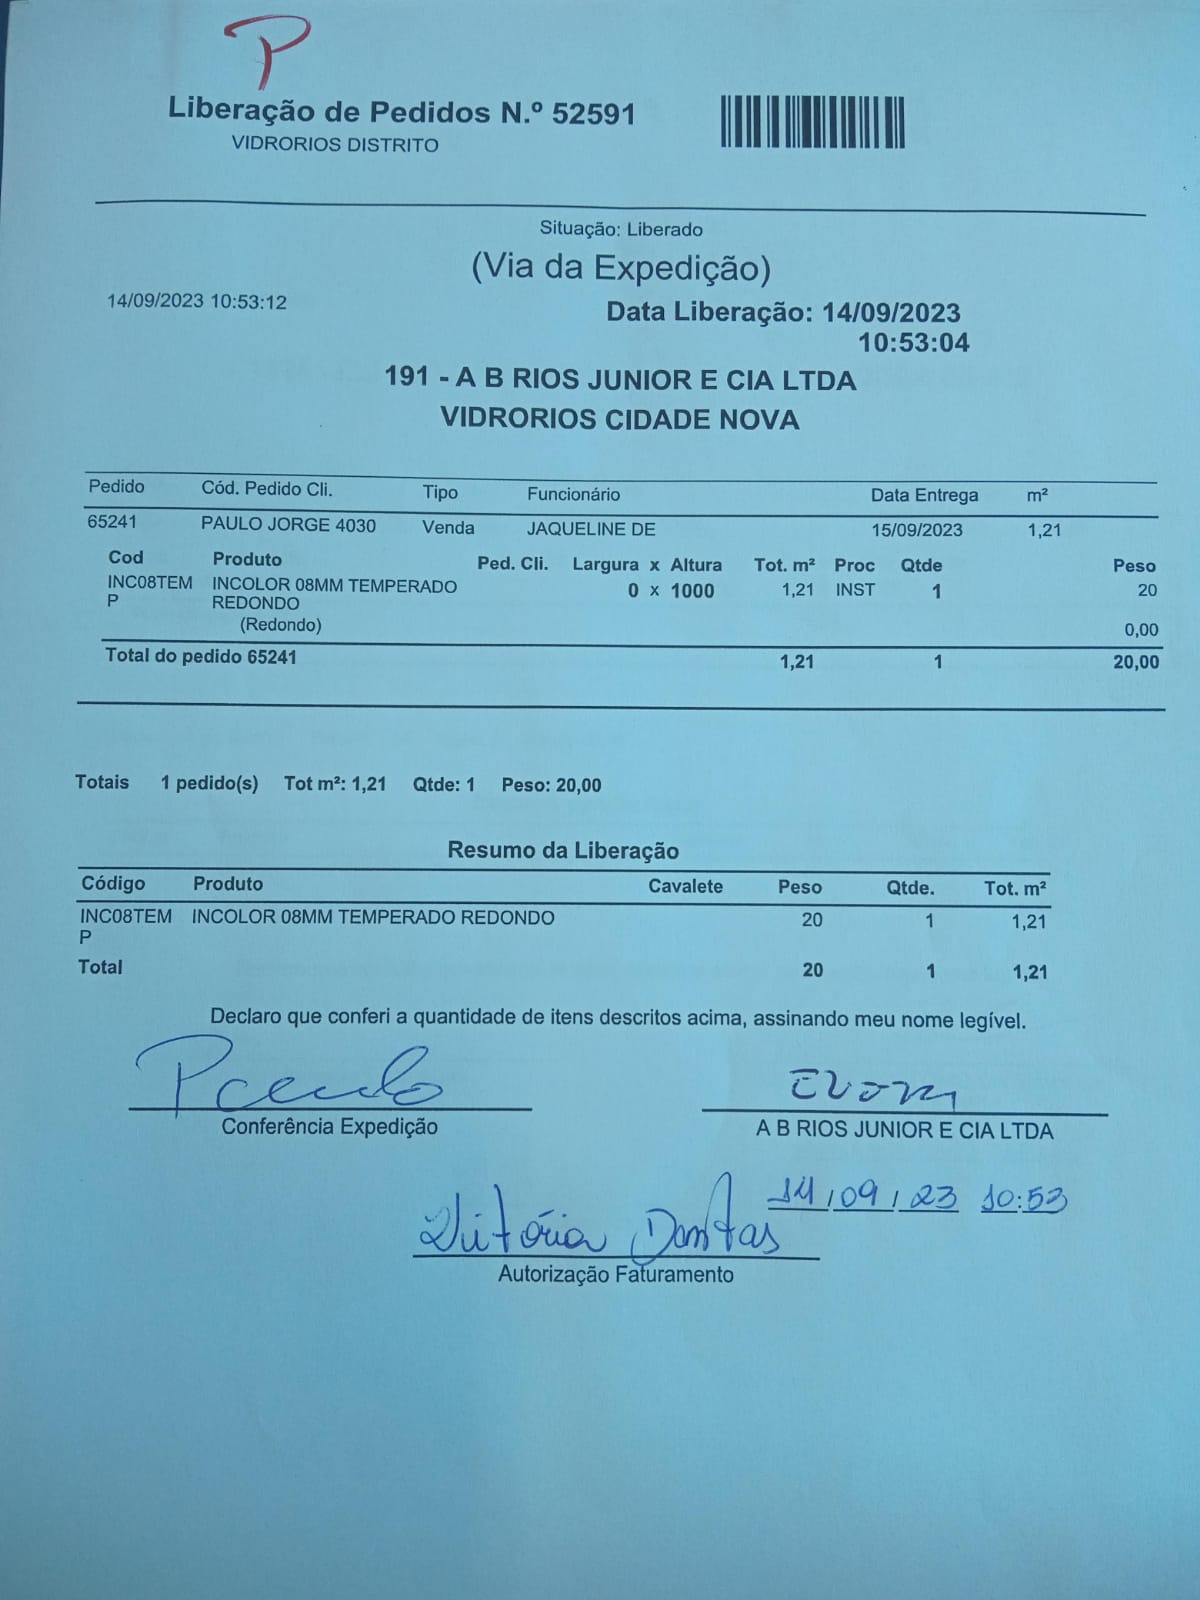 P
Liberação de Pedidos N.º 52591
VIDRORIOS DISTRITO
Situação: Liberado
(Via da Expedição)
14/09/2023 10:53:12
Data Liberação: 14/09/2023
10:53:04
191 - A B RIOS JUNIOR E CIA LTDA
VIDRORIOS CIDADE NOVA
Pedido Cód. Pedido Cli. Tipo Funcionário Data Entrega m²
65241 PAULO JORGE 4030 Venda JAQUELINE DE 15/09/2023 1,21
Cod Produto Ped. Cli. Largura x Altura Tot. m² Proc Qtde Peso
INC08TEM INCOLOR 08MM TEMPERADO 0 x 1000 1,21 INST 1 20
P REDONDO
(Redondo) 0,00
Total do pedido 65241 1,21 1 20,00
Totais 1 pedido(s) Tot m²: 1,21 Qtde: 1 Peso: 20,00
Resumo da Liberação
Código Produto Cavalete Peso Qtde. Tot. m²
INC08TEM INCOLOR 08MM TEMPERADO REDONDO 20 1 1,21
P
Total 20 1 1,21
Declaro que conferi a quantidade de itens descritos acima, assinando meu nome legível.
Paulo
Conferência Expedição A B RIOS JUNIOR E CIA LTDA
14/09/23 10:53
Vitória Dantas
Autorização Faturamento